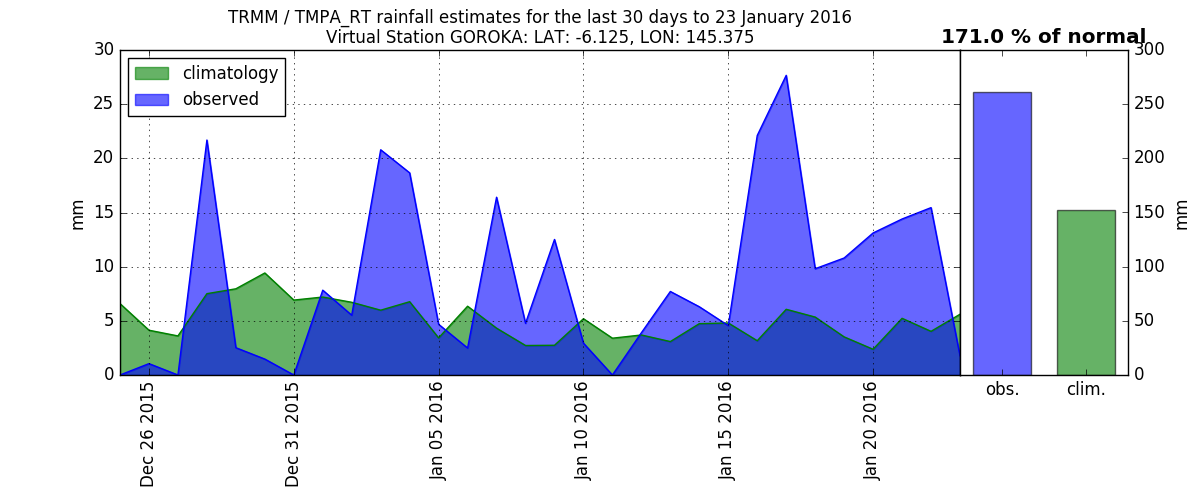 TRMM / TMPA_RT rainfall estimates for the last 30 days to 23 January 2016
Virtual Station GOROKA: LAT: -6.125, LON: 145.375
171.0 % of normal
climatology
observed
30
25
20
15
10
5
0
mm
300
250
200
150
100
50
0
mm
Dec 26 2015
Dec 31 2015
Jan 05 2016
Jan 10 2016
Jan 15 2016
Jan 20 2016
obs.
clim.